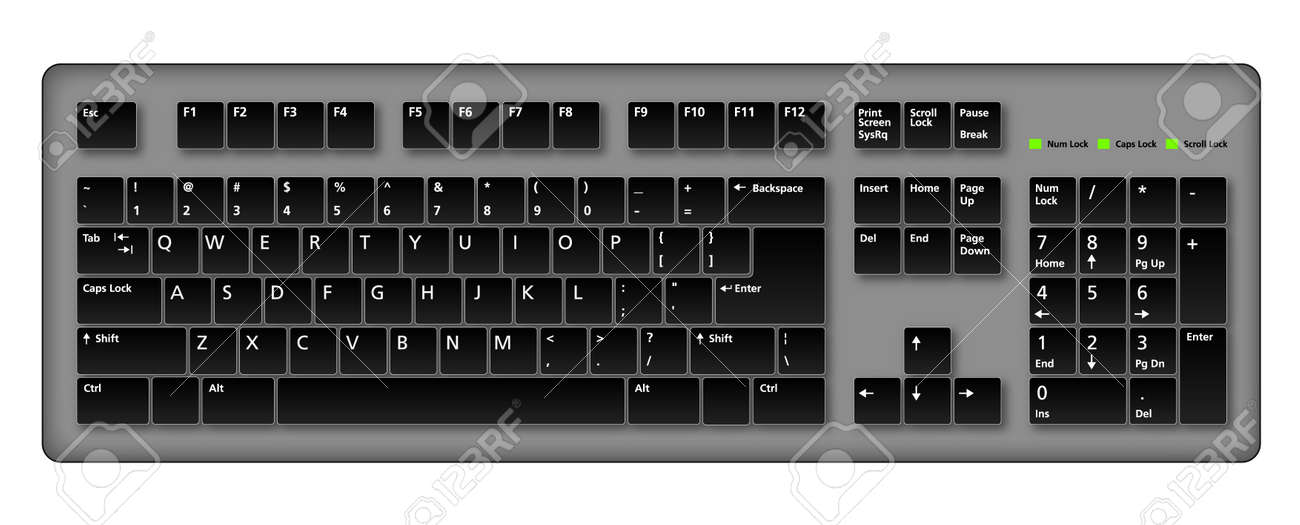 Esc F1 F2 F3 F4 F5 F6 F7 F8 F9 F10 F11 F12 Print Screen SysRq Scroll Lock Pause Break
Num Lock Caps Lock Scroll Lock
~ ! @ # $ % ^ & * ( ) _ + ← Backspace Insert Home Page Up Num Lock / * -
` 1 2 3 4 5 6 7 8 9 0 - =
Tab Q W E R T Y U I O P { } Del End Page Down 7 8 9 +
[ ] Home ↑ Pg Up
Caps Lock A S D F G H J K L : " ↵ Enter 4 5 6
; ' ← →
↑ Shift Z X C V B N M < > ? ↑ Shift ¦ ↑ 1 2 3 Enter
, . / \ End ↓ Pg Dn
Ctrl Alt Alt Ctrl ← ↓ → 0 .
Ins Del
123RF